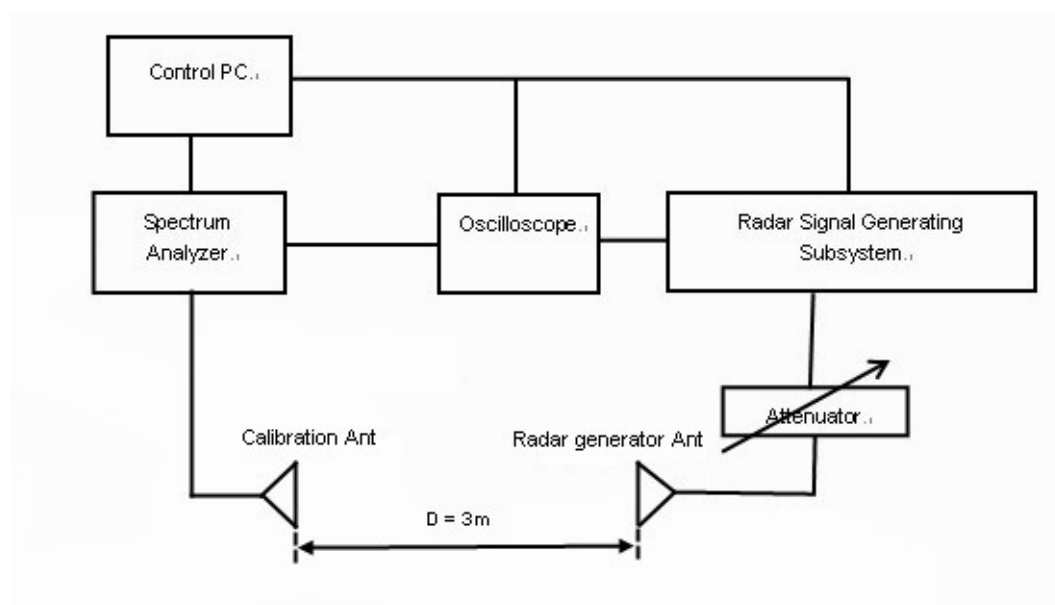 Control PC
Spectrum
Analyzer
Oscilloscope
Radar Signal Generating
Subsystem
Attenuator
Calibration Ant
Radar generator Ant
D = 3m